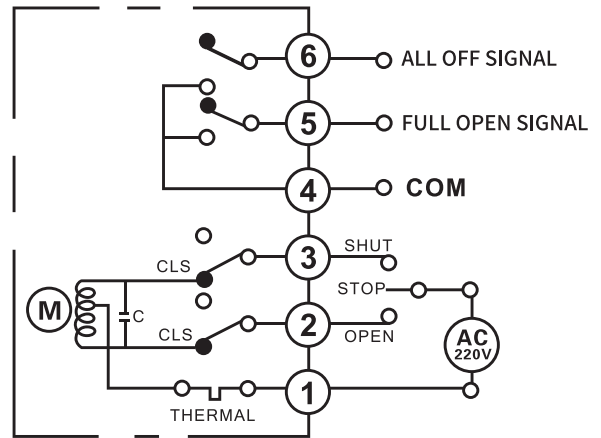 6 ALL OFF SIGNAL
5 FULL OPEN SIGNAL
4 COM
3 SHUT
CLS
STOP
M
C
CLS
2 OPEN
AC
220V
1
THERMAL